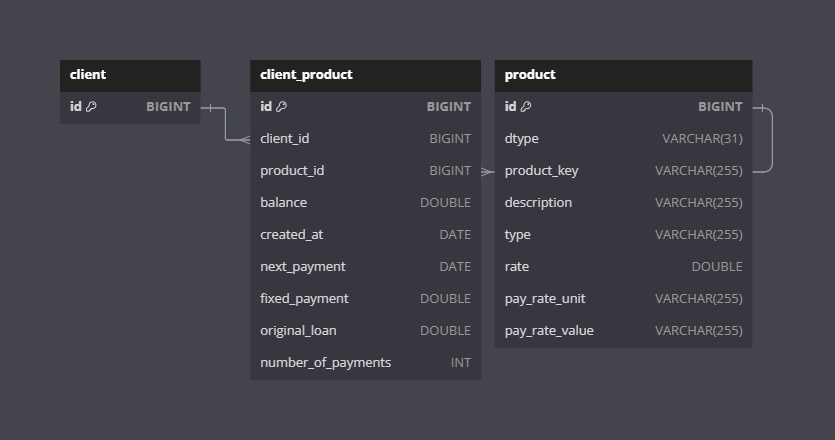 client
id BIGINT
client_product
id BIGINT
client_id BIGINT
product_id BIGINT
balance DOUBLE
created_at DATE
next_payment DATE
fixed_payment DOUBLE
original_loan DOUBLE
number_of_payments INT
product
id BIGINT
dtype VARCHAR(31)
product_key VARCHAR(255)
description VARCHAR(255)
type VARCHAR(255)
rate DOUBLE
pay_rate_unit VARCHAR(255)
pay_rate_value VARCHAR(255)